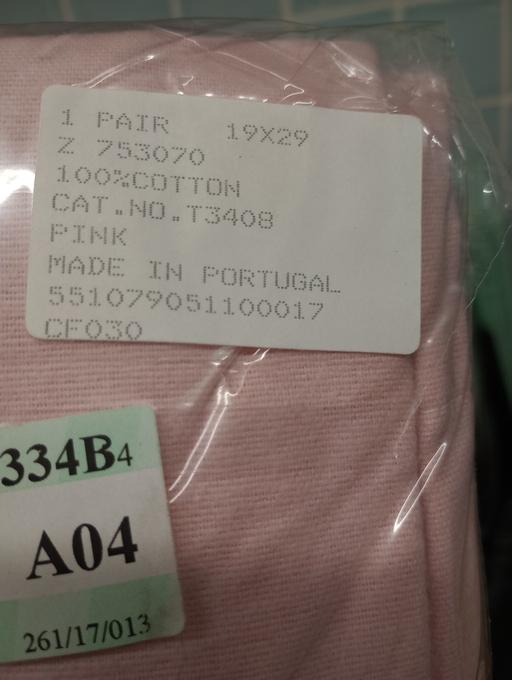 1 PAIR 19X29
Z 753070
100%COTTON
CAT.NO.T3408
PINK
MADE IN PORTUGAL
551079051100017
CF030
334B4
A04
261/17/013